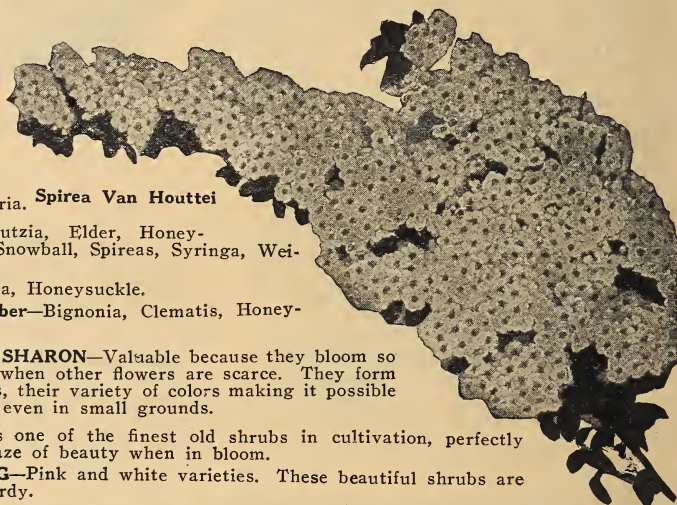 ria. Spirea Van Houttei
utzia, Elder, Honey-
Snowball, Spireas, Syringa, Wei-
a, Honeysuckle.
ber—Bignonia, Clematis, Honey-
SHARON—Valuable because they bloom so
when other flowers are scarce. They form
s, their variety of colors making it possible
even in small grounds.
s one of the finest old shrubs in cultivation, perfectly
aze of beauty when in bloom.
G—Pink and white varieties. These beautiful shrubs are
rdy.